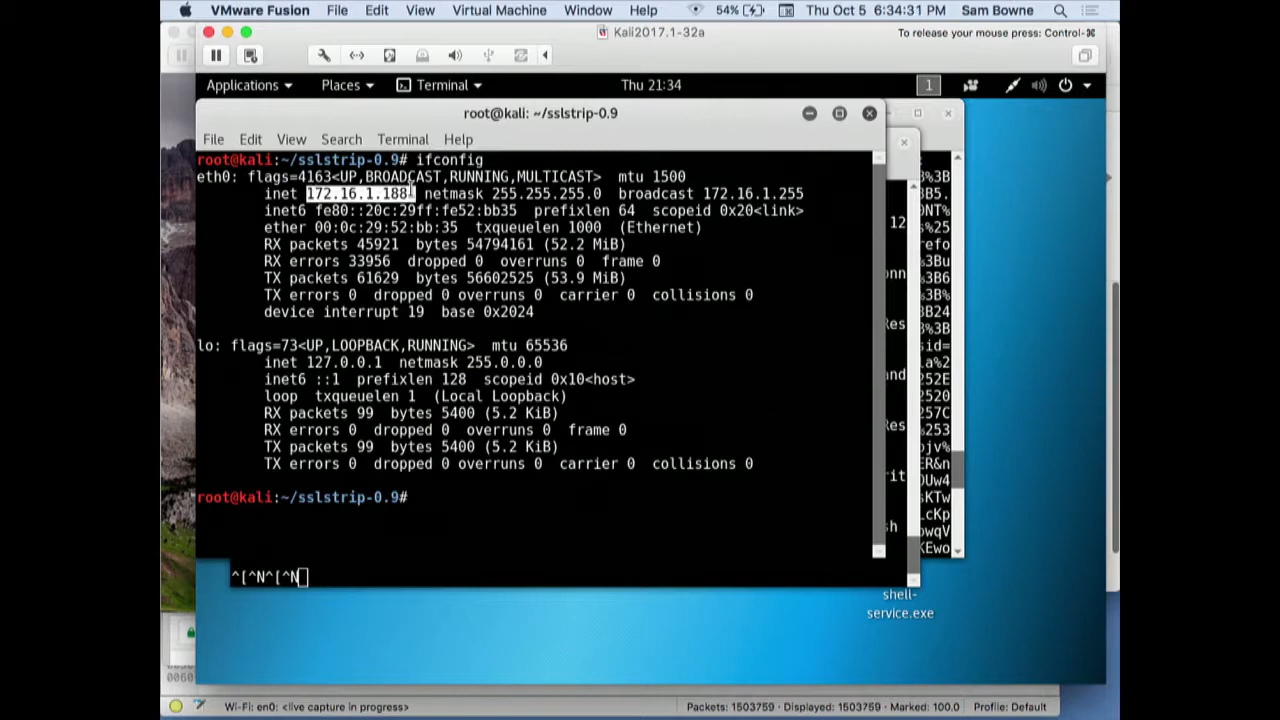 VMware Fusion File Edit View Virtual Machine Window Help 54% Thu Oct 5 6:34:31 PM Sam Bowne
Kali2017.1-32a
To release your mouse press: Control-⌘
Applications Places Terminal Thu 21:34 1
root@kali: ~/sslstrip-0.9
File Edit View Search Terminal Help
root@kali:~/sslstrip-0.9# ifconfig
eth0: flags=4163<UP,BROADCAST,RUNNING,MULTICAST> mtu 1500
inet 172.16.1.188 netmask 255.255.255.0 broadcast 172.16.1.255
inet6 fe80::20c:29ff:fe52:bb35 prefixlen 64 scopeid 0x20<link>
ether 00:0c:29:52:bb:35 txqueuelen 1000 (Ethernet)
RX packets 45921 bytes 54794161 (52.2 MiB)
RX errors 33956 dropped 0 overruns 0 frame 0
TX packets 61629 bytes 56602525 (53.9 MiB)
TX errors 0 dropped 0 overruns 0 carrier 0 collisions 0
device interrupt 19 base 0x2024
lo: flags=73<UP,LOOPBACK,RUNNING> mtu 65536
inet 127.0.0.1 netmask 255.0.0.0
inet6 ::1 prefixlen 128 scopeid 0x10<host>
loop txqueuelen 1 (Local Loopback)
RX packets 99 bytes 5400 (5.2 KiB)
RX errors 0 dropped 0 overruns 0 frame 0
TX packets 99 bytes 5400 (5.2 KiB)
TX errors 0 dropped 0 overruns 0 carrier 0 collisions 0
root@kali:~/sslstrip-0.9#
^[^N^[^N
shell-
service.exe
Wi-Fi: en0: <live capture in progress> Packets: 1503759 · Displayed: 1503759 · Marked: 100.0 Profile: Default